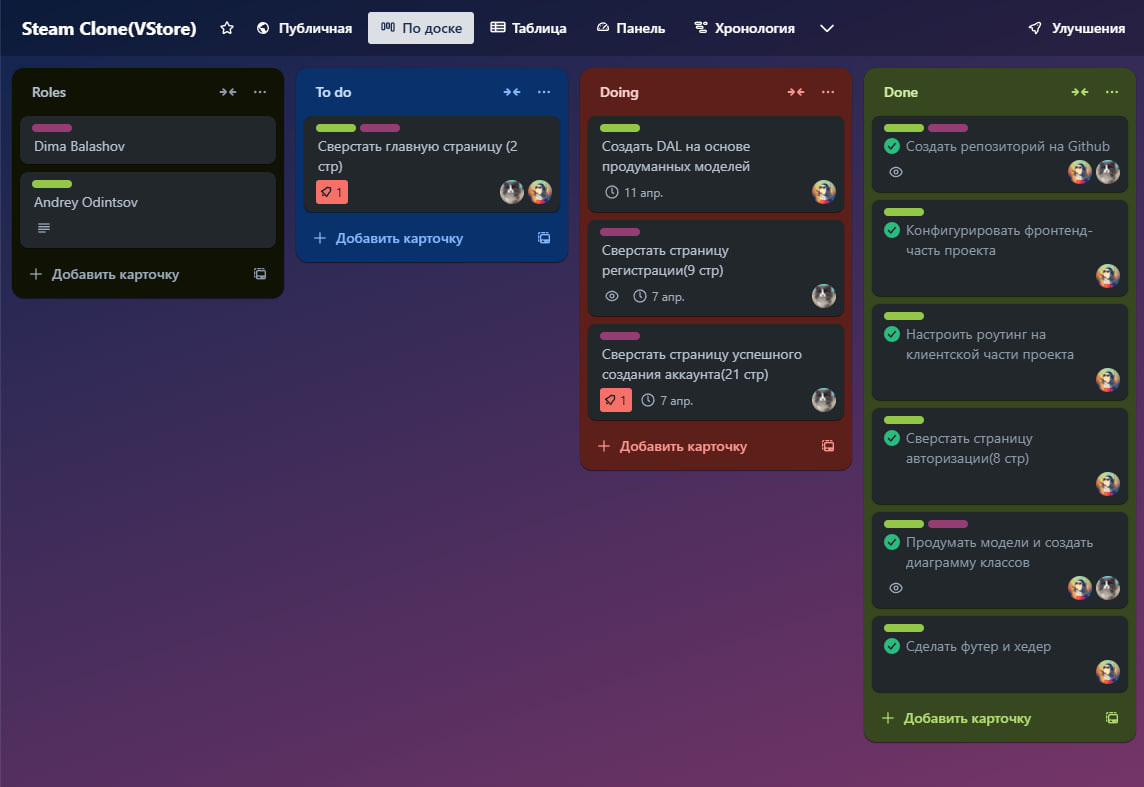 Steam Clone(VStore)
Публичная
По доске
Таблица
Панель
Хронология
Улучшения
Roles
Dima Balashov
Andrey Odintsov
Добавить карточку
To do
Сверстать главную страницу (2
стр)
1
Добавить карточку
Doing
Создать DAL на основе
продуманных моделей
11 апр.
Сверстать страницу
регистрации(9 стр)
7 апр.
Сверстать страницу успешного
создания аккаунта(21 стр)
1
7 апр.
Добавить карточку
Done
Создать репозиторий на Github
Конфигурировать фронтенд-
часть проекта
Настроить роутинг на
клиентской части проекта
Сверстать страницу
авторизации(8 стр)
Продумать модели и создать
диаграмму классов
Сделать футер и хедер
Добавить карточку